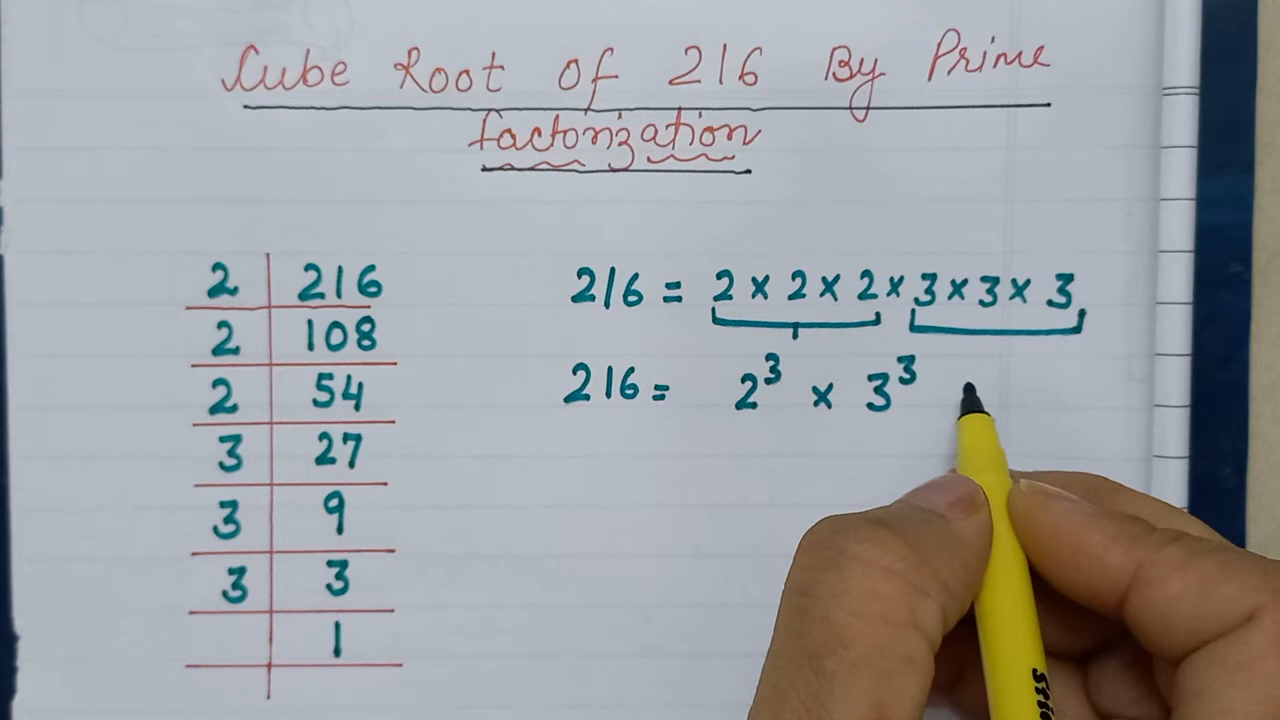 Cube Root Of 216 By Prime
factorization
2 | 216
2 | 108
2 | 54
3 | 27
3 | 9
3 | 3
1
216 = 2 × 2 × 2 × 3 × 3 × 3
216 = 2³ × 3³